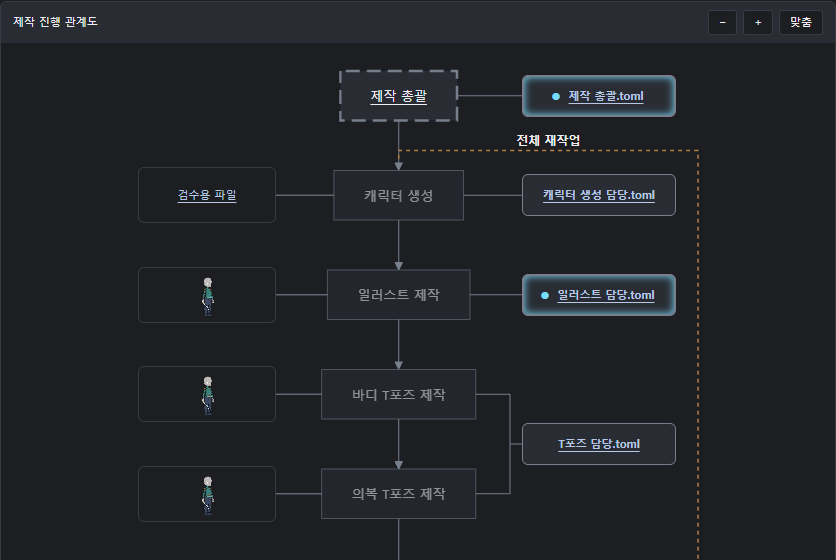 제작 진행 관계도
−
+
맞춤
제작 총괄
제작 총괄.toml
전체 재작업
검수용 파일
캐릭터 생성
캐릭터 생성 담당.toml
일러스트 제작
일러스트 담당.toml
바디 T포즈 제작
T포즈 담당.toml
의복 T포즈 제작